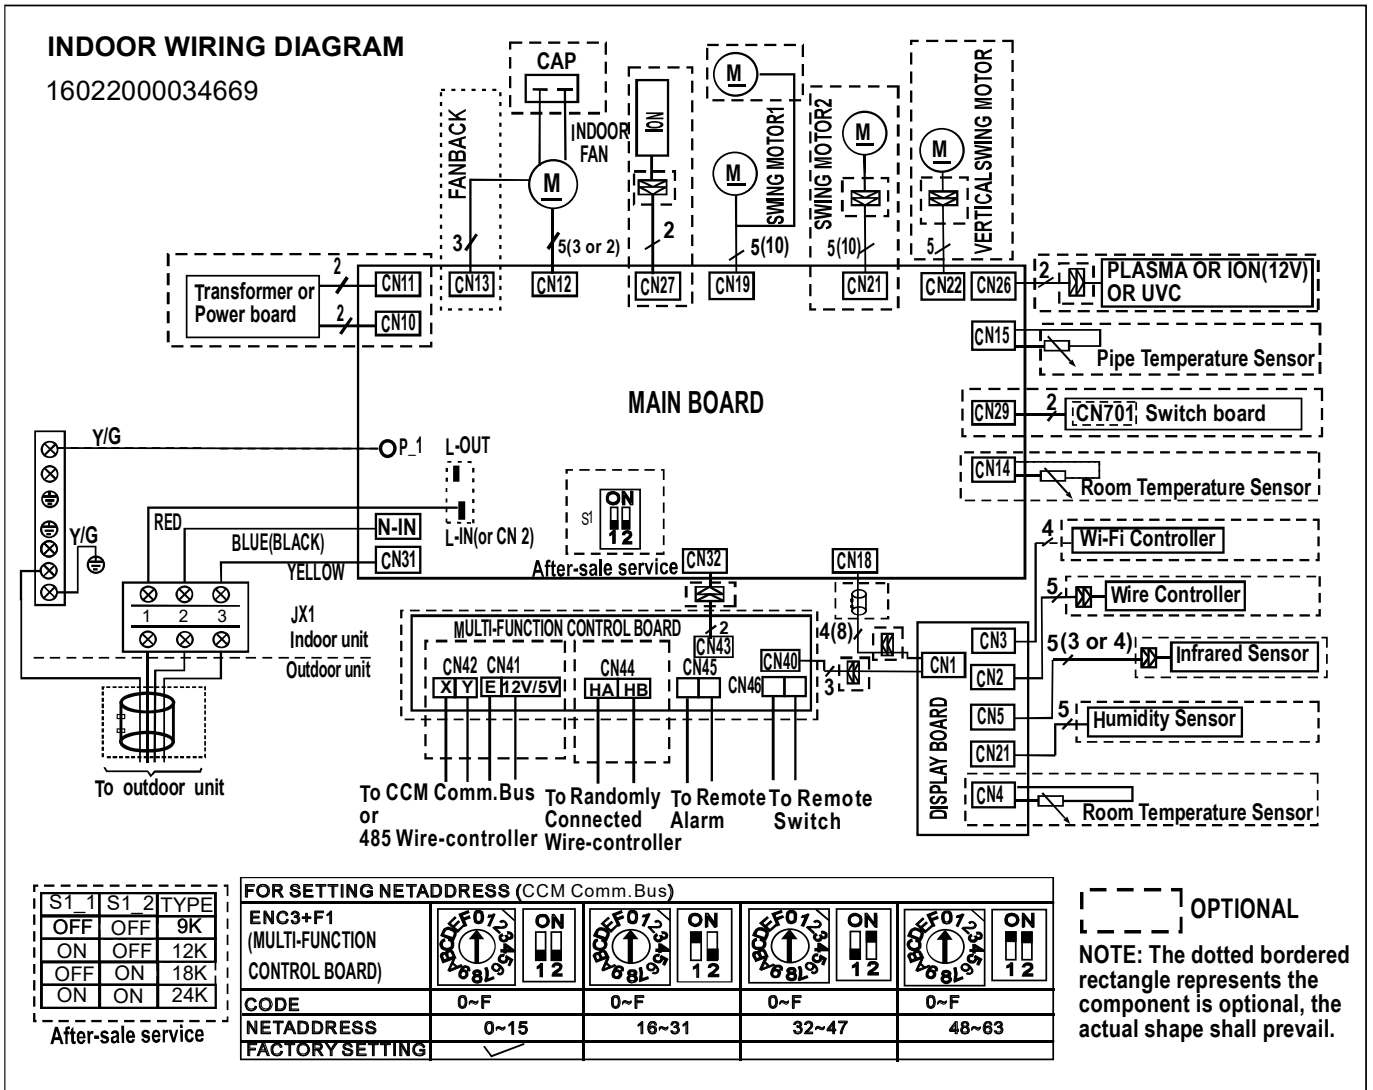 INDOOR WIRING DIAGRAM
16022000034669
CAP
INDOOR
FAN
M
FANBACK
3
5(3 or 2)
ION
2
M
M
SWING MOTOR1
5(10)
SWING MOTOR2
M
5(10)
M
VERTICALSWING MOTOR
5
Transformer or
Power board
2
2
CN11
CN10
CN13
CN12
CN27
CN19
CN21
CN22
CN26
2
PLASMA OR ION(12V)
OR UVC
CN15
Pipe Temperature Sensor
MAIN BOARD
CN29
2
CN701
Switch board
CN14
Room Temperature Sensor
Y/G
P_1
L-OUT
L-IN(or CN 2)
RED
N-IN
BLUE(BLACK)
CN31
YELLOW
Y/G
S1
ON
1 2
After-sale service
CN32
CN18
4
Wi-Fi Controller
5
Wire Controller
5(3 or 4)
Infrared Sensor
5
Humidity Sensor
1 2 3
JX1
Indoor unit
Outdoor unit
To outdoor unit
MULTI-FUNCTION CONTROL BOARD
2
CN43
4(8)
3
CN42
X Y
CN41
E 12V/5V
CN44
HA HB
CN45
CN46
CN40
CN1
CN3
CN2
CN5
CN21
CN4
DISPLAY BOARD
Room Temperature Sensor
To CCM Comm.Bus
or
485 Wire-controller
To Randomly
Connected
Wire-controller
To Remote
Alarm
To Remote
Switch
S1_1 S1_2 TYPE
OFF OFF 9K
ON OFF 12K
OFF ON 18K
ON ON 24K
After-sale service
FOR SETTING NETADDRESS (CCM Comm.Bus)
ENC3+F1
(MULTI-FUNCTION
CONTROL BOARD)
0123456789ABCDEF
ON
1 2
0123456789ABCDEF
ON
1 2
0123456789ABCDEF
ON
1 2
0123456789ABCDEF
ON
1 2
CODE 0~F 0~F 0~F 0~F
NETADDRESS 0~15 16~31 32~47 48~63
FACTORY SETTING
OPTIONAL
NOTE: The dotted bordered
rectangle represents the
component is optional, the
actual shape shall prevail.